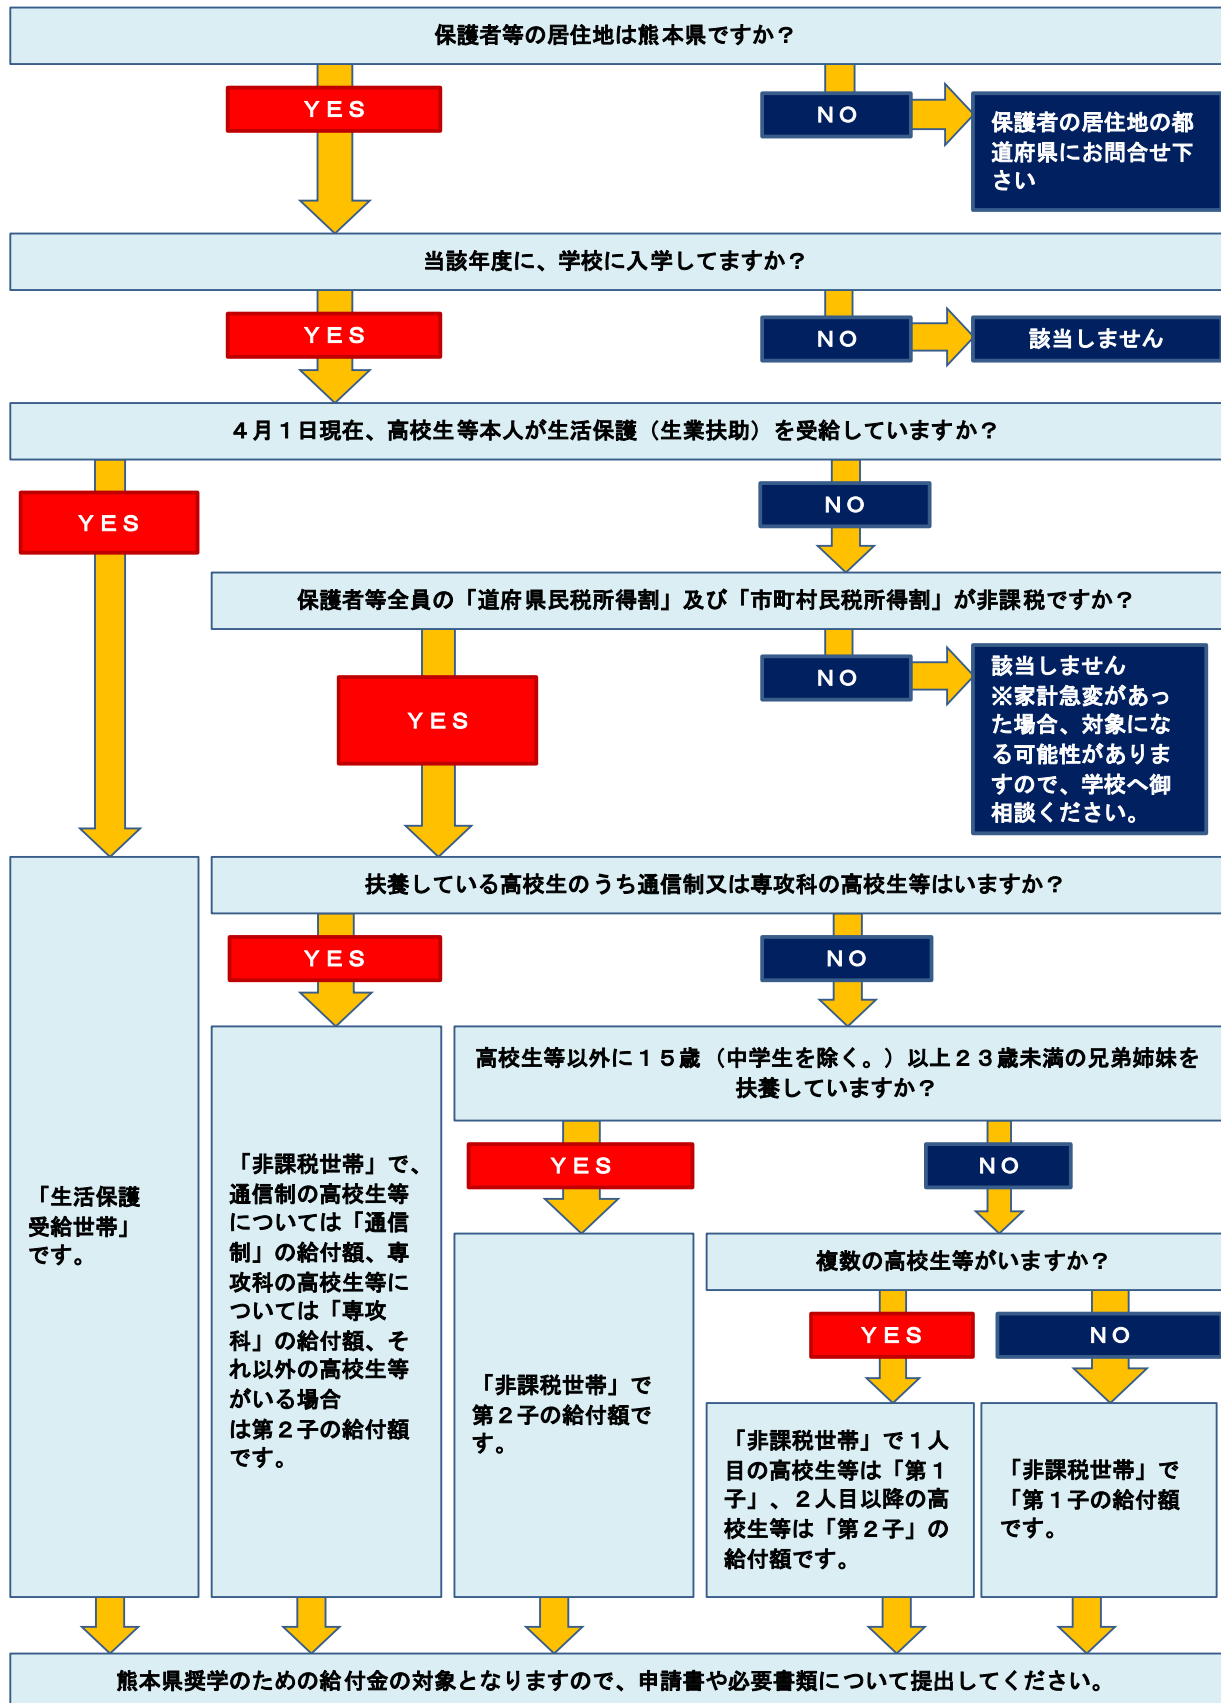 保護者等の居住地は熊本県ですか？
ＹＥＳ
ＮＯ
保護者の居住地の都
道府県にお問合せ下
さい
当該年度に、学校に入学してますか？
ＹＥＳ
ＮＯ
該当しません
４月１日現在、高校生等本人が生活保護（生業扶助）を受給していますか？
ＹＥＳ
ＮＯ
保護者等全員の「道府県民税所得割」及び「市町村民税所得割」が非課税ですか？
ＹＥＳ
ＮＯ
該当しません
※家計急変があっ
た場合、対象にな
る可能性がありま
すので、学校へ御
相談ください。
扶養している高校生のうち通信制又は専攻科の高校生等はいますか？
ＹＥＳ
ＮＯ
高校生等以外に１５歳（中学生を除く。）以上２３歳未満の兄弟姉妹を
扶養していますか？
ＹＥＳ
ＮＯ
複数の高校生等がいますか？
ＹＥＳ
ＮＯ
「生活保護
受給世帯」
です。
「非課税世帯」で、
通信制の高校生等
については「通信
制」の給付額、専
攻科の高校生等に
ついては「専攻
科」の給付額、そ
れ以外の高校生等
がいる場合
は第２子の給付額
です。
「非課税世帯」で
第２子の給付額で
す。
「非課税世帯」で１人
目の高校生等は「第１
子」、２人目以降の高
校生等は「第２子」の
給付額です。
「非課税世帯」で
「第１子の給付額
です。
熊本県奨学のための給付金の対象となりますので、申請書や必要書類について提出してください。